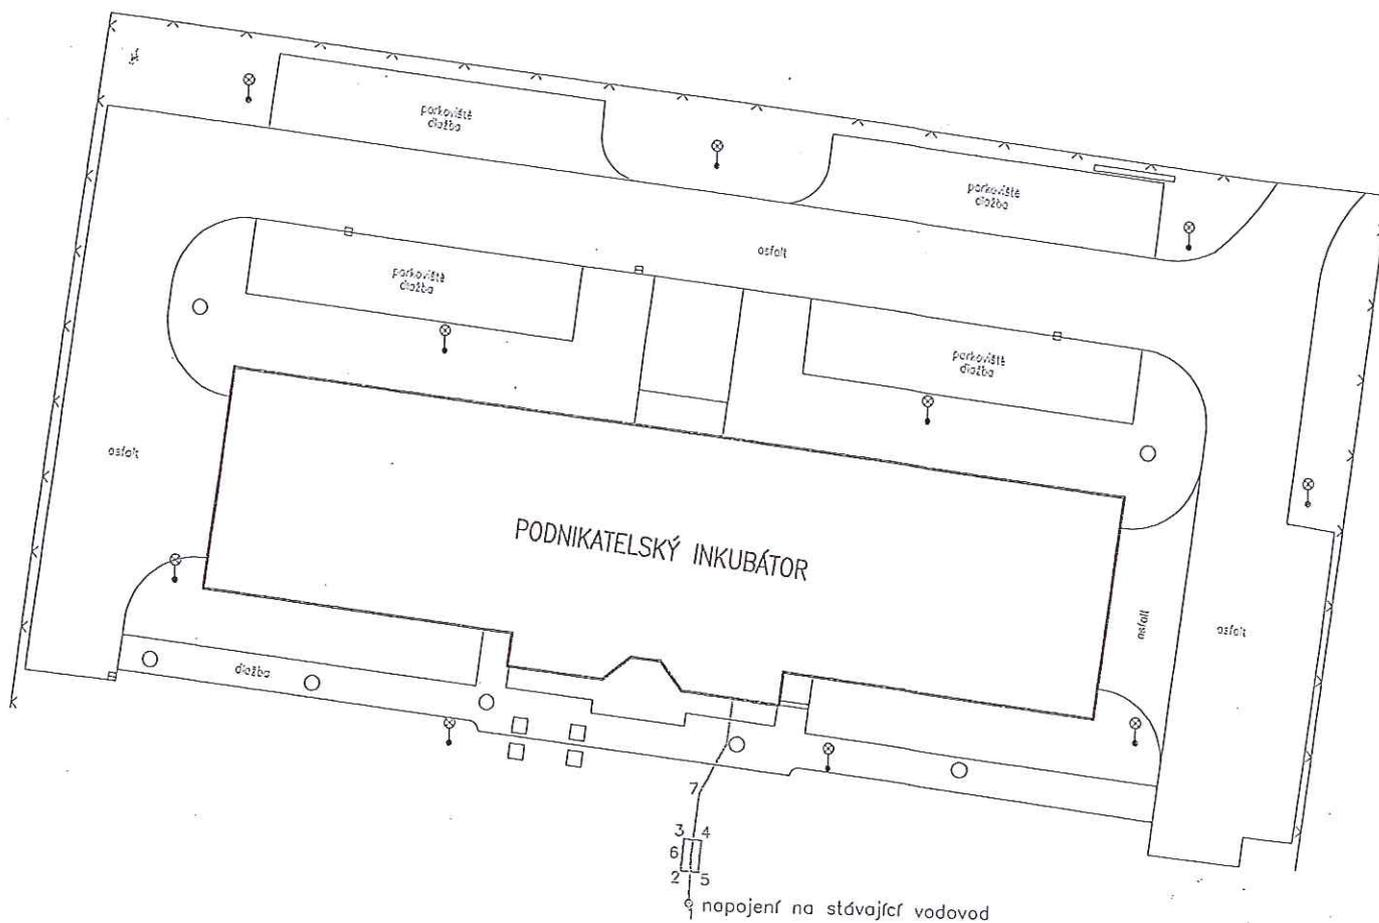 parkoviště
dlažba
parkoviště
dlažba
asfalt
parkoviště
dlažba
parkoviště
dlažba
asfalt
PODNIKATELSKÝ INKUBÁTOR
asfalt
asfalt
dlažba
7
3 4
6
2 5
1 napojení na stávající vodovod